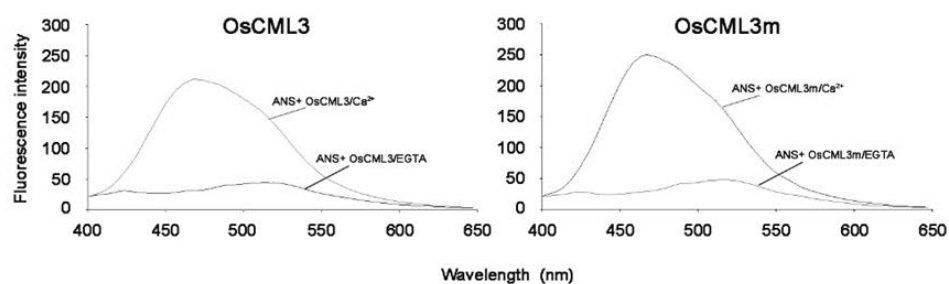 OsCML3
OsCML3m
Fluorescence intensity
300
250
200
150
100
50
0
ANS+ OsCML3/Ca²⁺
ANS+ OsCML3/EGTA
400 450 500 550 600 650
300
250
200
150
100
50
0
ANS+ OsCML3m/Ca²⁺
ANS+ OsCML3m/EGTA
400 450 500 550 600 650
Wavelength (nm)